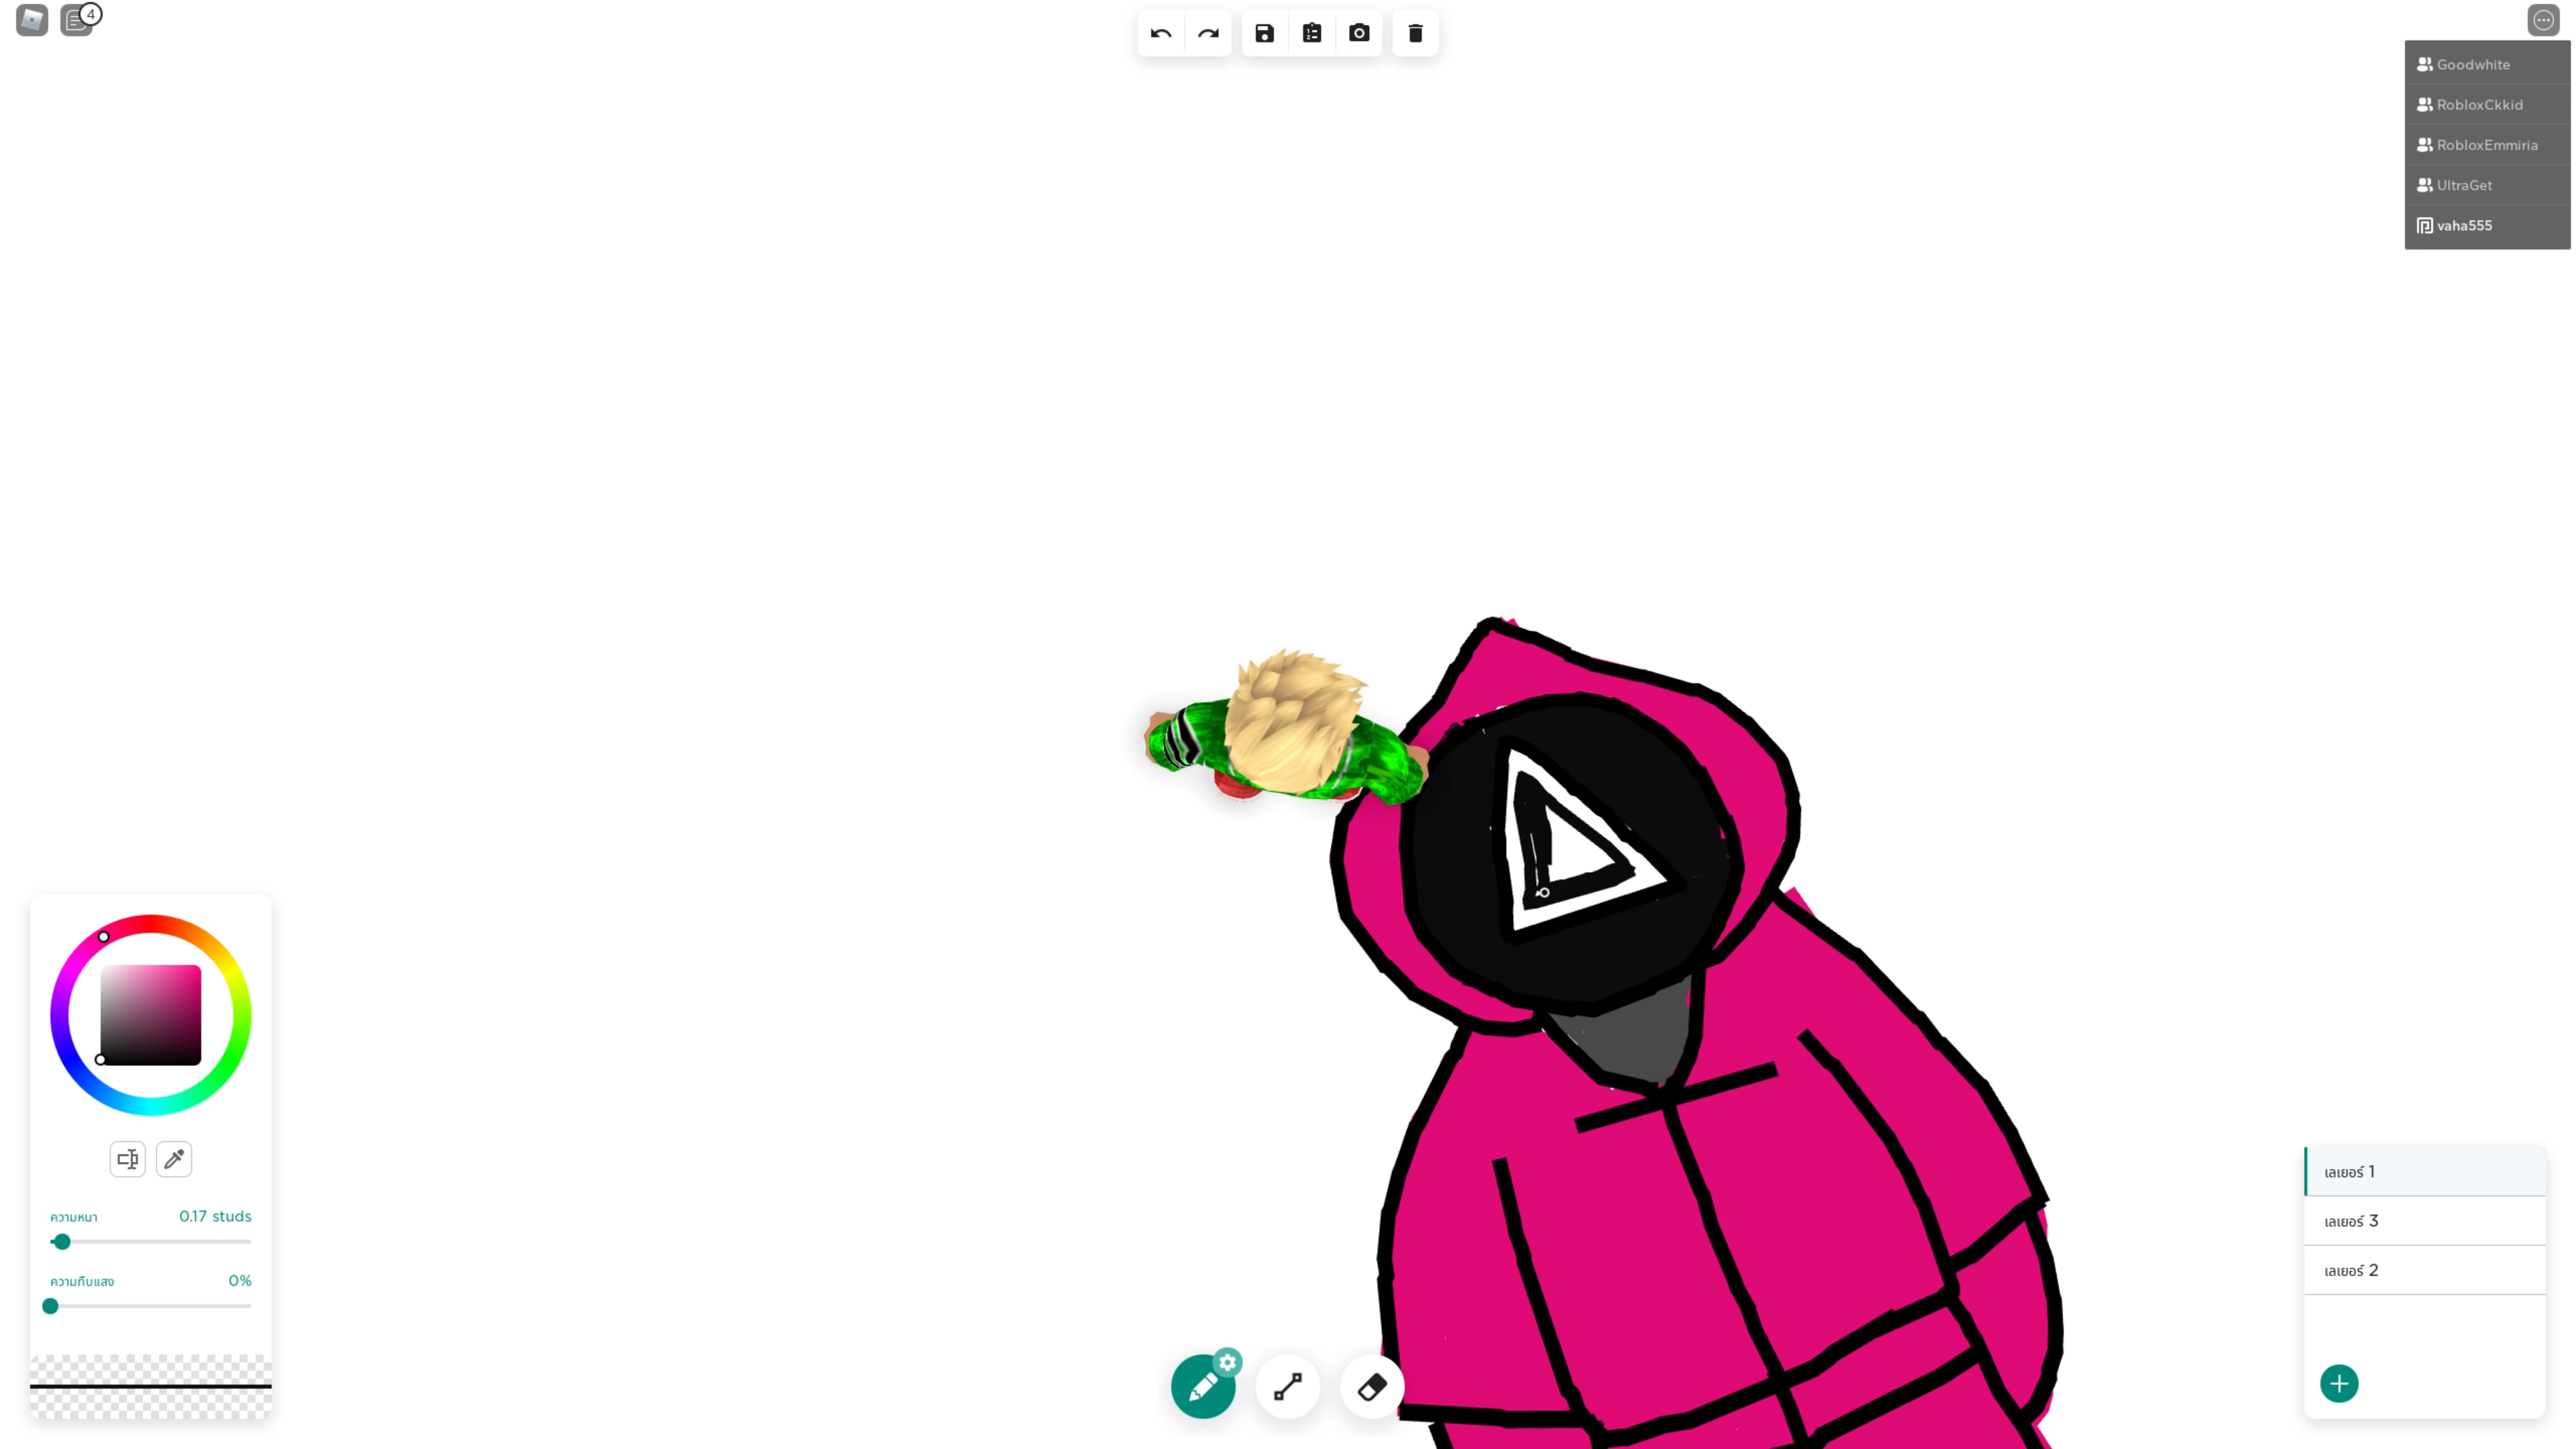 4
Goodwhite
RobloxCkkid
RobloxEmmiria
UltraGet
vaha555
ความหนา 0.17 studs
ความทึบแสง 0%
เลเยอร์ 1
เลเยอร์ 3
เลเยอร์ 2